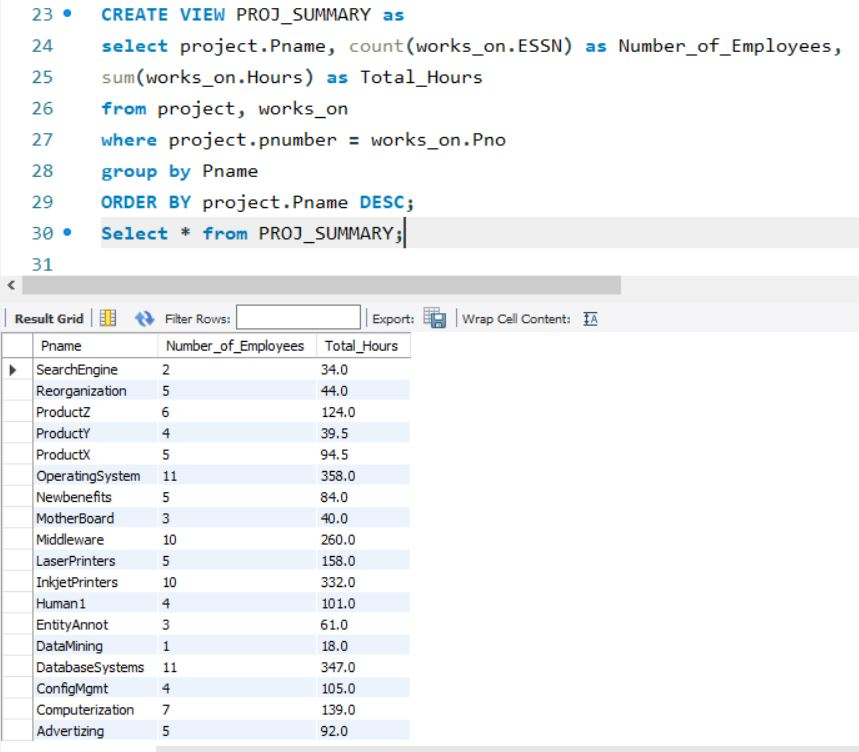 23 CREATE VIEW PROJ_SUMMARY as
24 select project.Pname, count(works_on.ESSN) as Number_of_Employees,
25 sum(works_on.Hours) as Total_Hours
26 from project, works_on
27 where project.pnumber = works_on.Pno
28 group by Pname
29 ORDER BY project.Pname DESC;
30 Select * from PROJ_SUMMARY;
31
Result Grid Filter Rows: Export: Wrap Cell Content:
Pname Number_of_Employees Total_Hours
SearchEngine 2 34.0
Reorganization 5 44.0
ProductZ 6 124.0
ProductY 4 39.5
ProductX 5 94.5
OperatingSystem 11 358.0
Newbenefits 5 84.0
MotherBoard 3 40.0
Middleware 10 260.0
LaserPrinters 5 158.0
InkjetPrinters 10 332.0
Human1 4 101.0
EntityAnnot 3 61.0
DataMining 1 18.0
DatabaseSystems 11 347.0
ConfigMgmt 4 105.0
Computerization 7 139.0
Advertizing 5 92.0